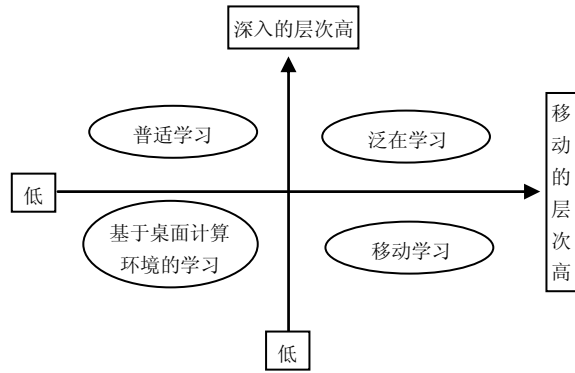 深入的层次高
普适学习
泛在学习
移动的层次高
低
基于桌面计算
环境的学习
移动学习
低